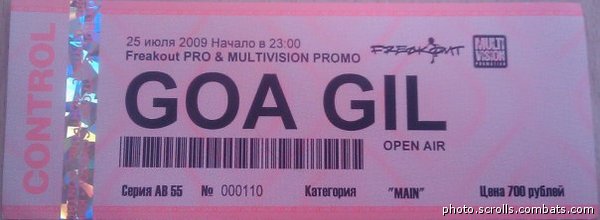 CONTROL
25 июля 2009 Начало в 23:00
Freakout PRO & MULTIVISION PROMO
FREAKOUT
MULTI VISION PROMOTION
GOA GIL
OPEN AIR
Серия АВ 55 № 000110 Категория "MAIN" Цена 700 рублей
photo.scrolls.combats.com